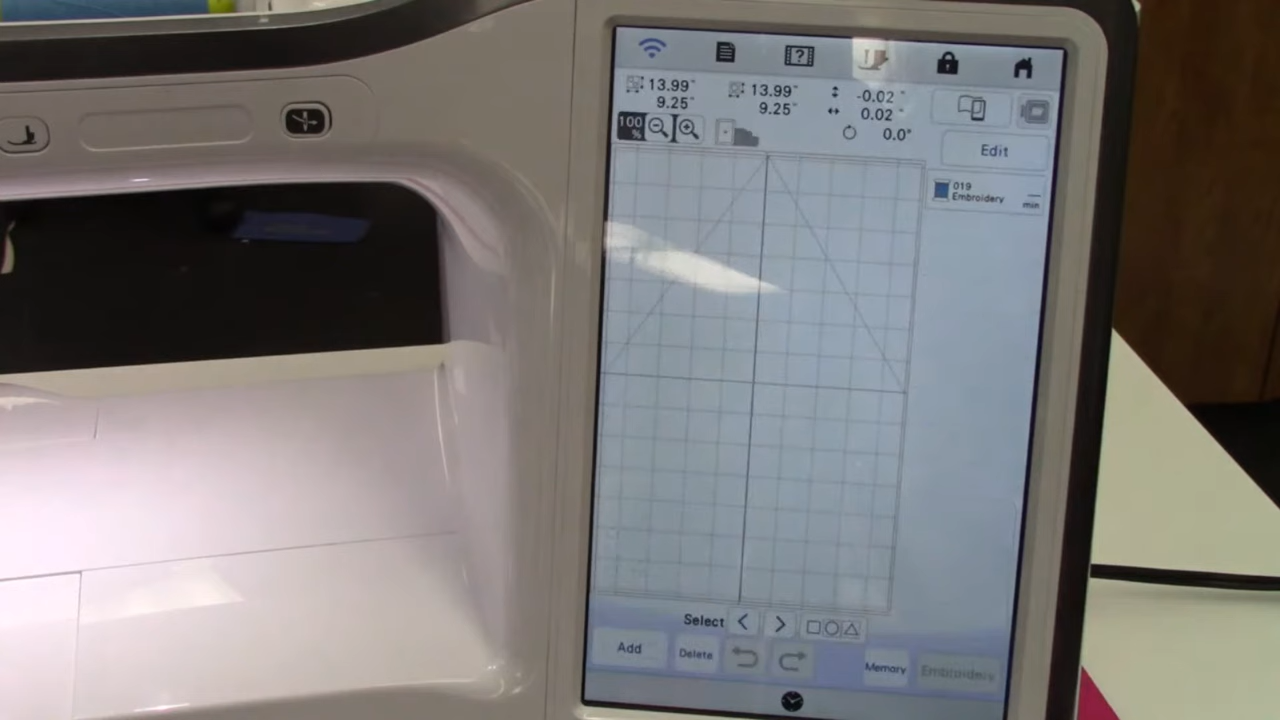 13.99" 13.99" -0.02"
9.25" 9.25" 0.02"
100 %
0.0°
Edit
019
Embroidery
min
Select
Add Delete Memory Embroidery